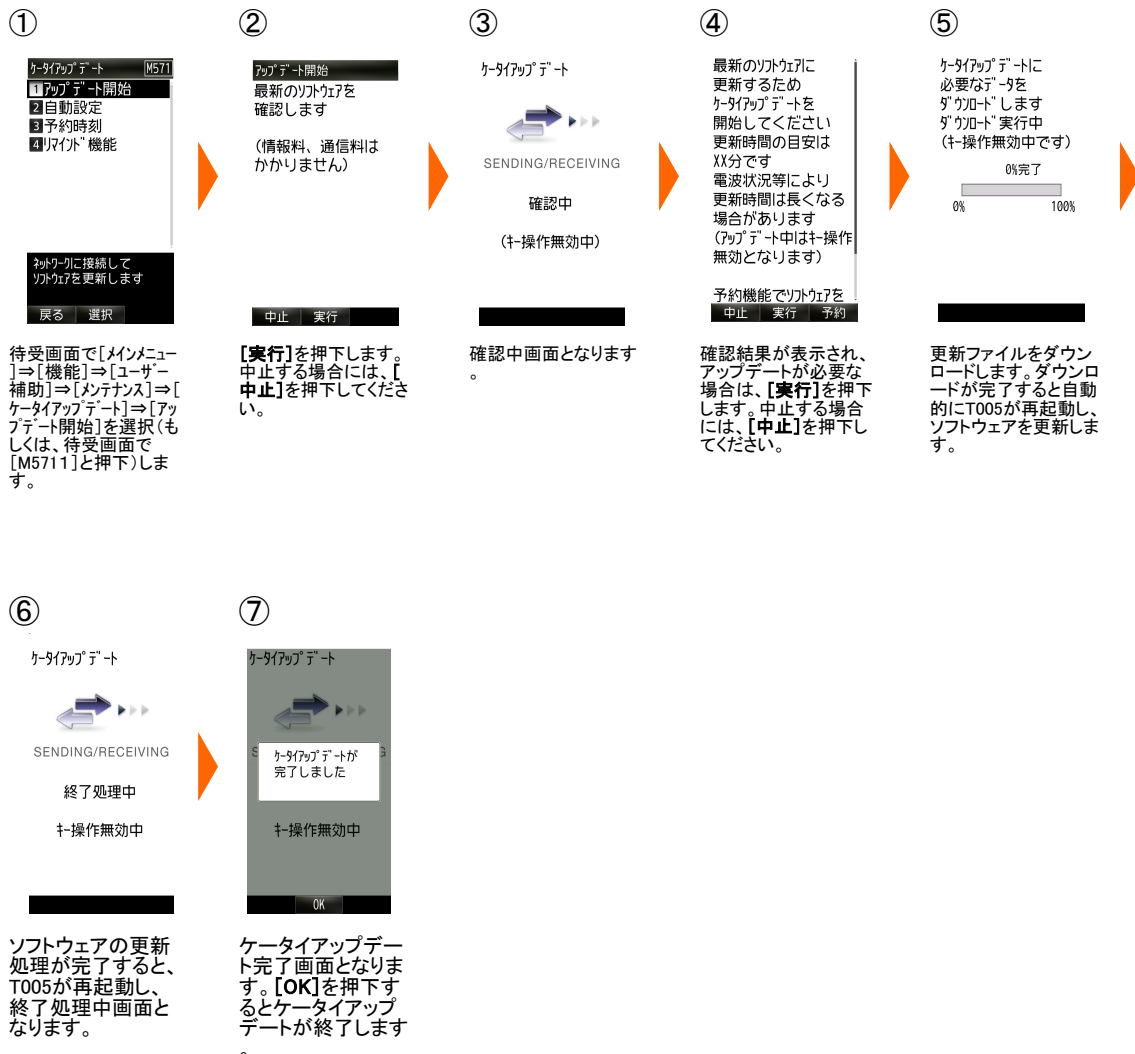 ①
ｹｰﾀｲｱｯﾌﾟﾃﾞｰﾄ M571
1ｱｯﾌﾟﾃﾞｰﾄ開始
2自動設定
3予約時刻
4ﾘﾏｲﾝﾄﾞ機能
ﾈｯﾄﾜｰｸに接続して
ｿﾌﾄｳｪｱを更新します
戻る 選択
待受画面で[ﾒｲﾝﾒﾆｭｰ
]⇒[機能]⇒[ﾕｰｻﾞｰ
補助]⇒[ﾒﾝﾃﾅﾝｽ]⇒[
ｹｰﾀｲｱｯﾌﾟﾃﾞｰﾄ]⇒[ｱｯ
ﾌﾟﾃﾞｰﾄ開始]を選択(も
しくは、待受画面で
[M5711]と押下)しま
す。
②
ｱｯﾌﾟﾃﾞｰﾄ開始
最新のｿﾌﾄｳｪｱを
確認します
(情報料、通信料は
かかりません)
中止 実行
[実行]を押下します。
中止する場合には、[
中止]を押下してくださ
い。
③
ｹｰﾀｲｱｯﾌﾟﾃﾞｰﾄ
SENDING/RECEIVING
確認中
(ｷｰ操作無効中)
確認中画面となります
。
④
最新のｿﾌﾄｳｪｱに
更新するため
ｹｰﾀｲｱｯﾌﾟﾃﾞｰﾄを
開始してください
更新時間の目安は
XX分です
電波状況等により
更新時間は長くなる
場合があります
(ｱｯﾌﾟﾃﾞｰﾄ中はｷｰ操作
無効となります)
予約機能でｿﾌﾄｳｪｱを
中止 実行 予約
確認結果が表示され、
アップデートが必要な
場合は、[実行]を押下
します。中止する場合
には、[中止]を押下し
てください。
⑤
ｹｰﾀｲｱｯﾌﾟﾃﾞｰﾄに
必要なﾃﾞｰﾀを
ﾀﾞｳﾝﾛｰﾄﾞします
ﾀﾞｳﾝﾛｰﾄﾞ実行中
(ｷｰ操作無効中です)
0%完了
0% 100%
更新ファイルをダウン
ロードします。ダウンロ
ードが完了すると自動
的にT005が再起動し、
ソフトウェアを更新しま
す。
⑥
ｹｰﾀｲｱｯﾌﾟﾃﾞｰﾄ
SENDING/RECEIVING
終了処理中
ｷｰ操作無効中
ソフトウェアの更新
処理が完了すると、
T005が再起動し、
終了処理中画面と
なります。
⑦
ｹｰﾀｲｱｯﾌﾟﾃﾞｰﾄ
ｹｰﾀｲｱｯﾌﾟﾃﾞｰﾄが
完了しました
ｷｰ操作無効中
OK
ケータイアップデー
ト完了画面となりま
す。[OK]を押下す
るとケータイアップ
デートが終了します
。